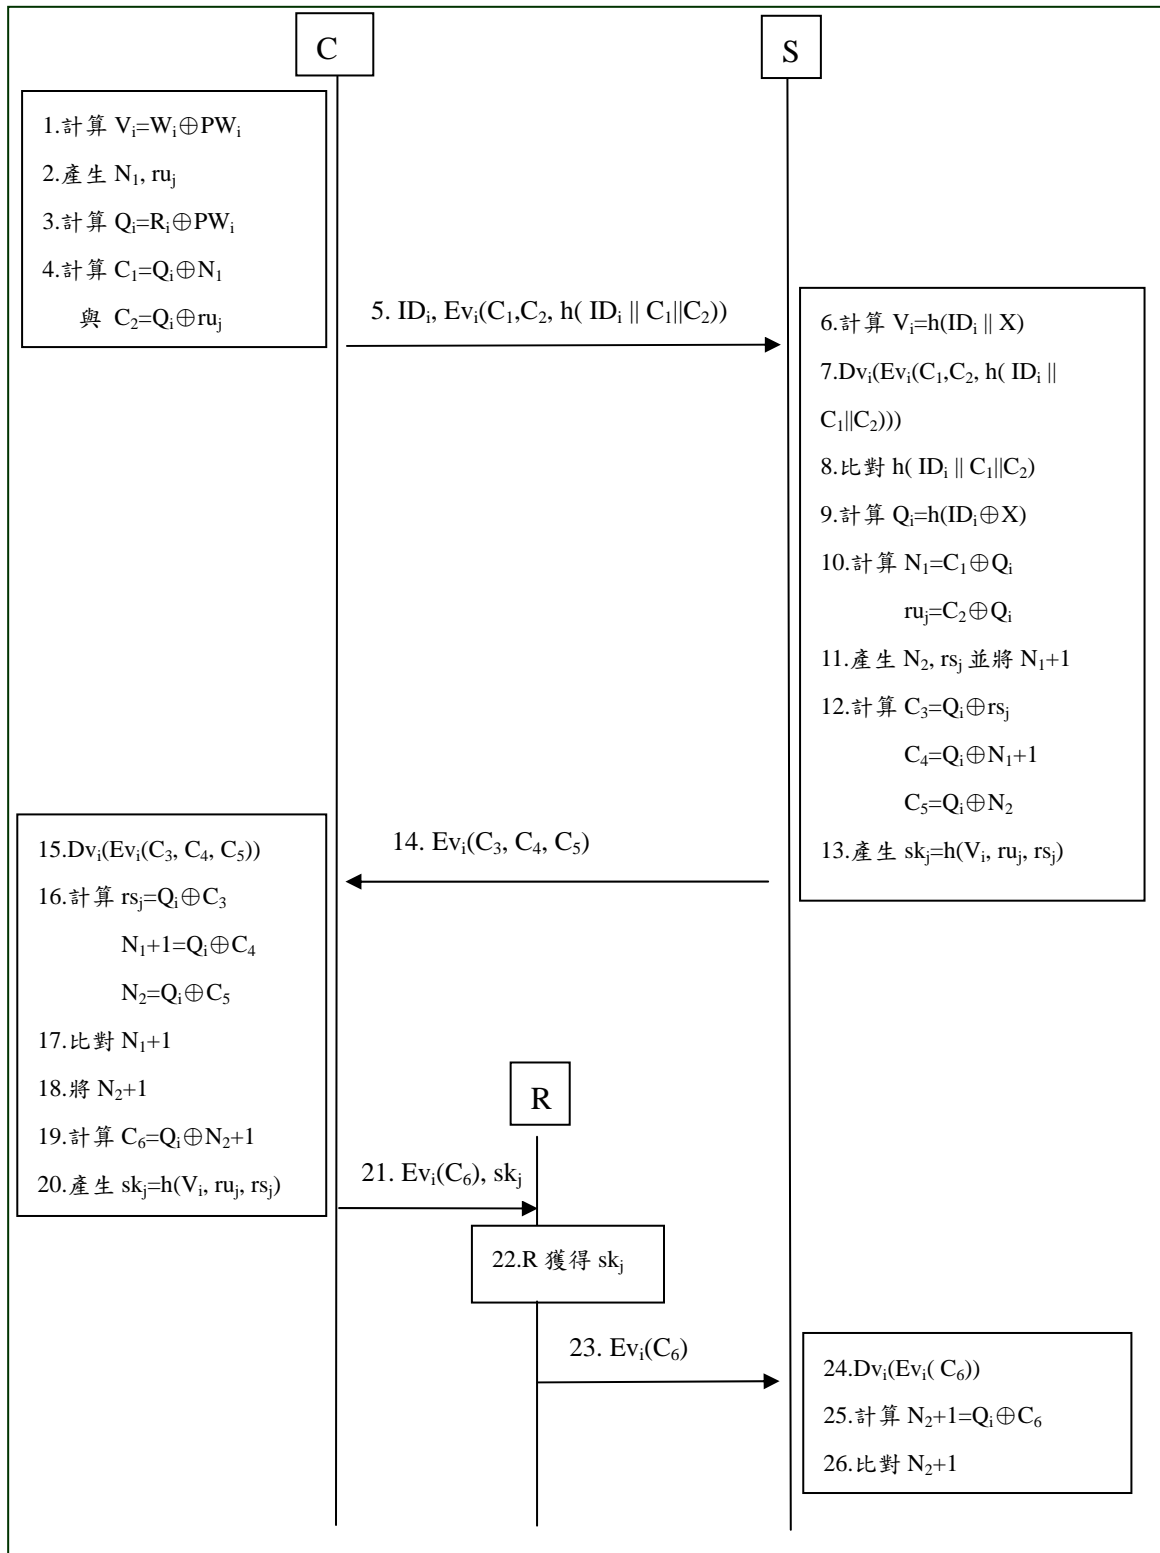 C
S
1.計算 Vᵢ=Wᵢ⊕PWᵢ
2.產生 N₁, ruⱼ
3.計算 Qᵢ=Rᵢ⊕PWᵢ
4.計算 C₁=Qᵢ⊕N₁
與 C₂=Qᵢ⊕ruⱼ
5. IDᵢ, Evᵢ(C₁,C₂, h( IDᵢ || C₁||C₂))
6.計算 Vᵢ=h(IDᵢ || X)
7.Dvᵢ(Evᵢ(C₁,C₂, h( IDᵢ ||
C₁||C₂)))
8.比對 h( IDᵢ || C₁||C₂)
9.計算 Qᵢ=h(IDᵢ⊕X)
10.計算 N₁=C₁⊕Qᵢ
ruⱼ=C₂⊕Qᵢ
11.產生 N₂, rsⱼ 並將 N₁+1
12.計算 C₃=Qᵢ⊕rsⱼ
C₄=Qᵢ⊕N₁+1
C₅=Qᵢ⊕N₂
13.產生 skⱼ=h(Vᵢ, ruⱼ, rsⱼ)
14. Evᵢ(C₃, C₄, C₅)
15.Dvᵢ(Evᵢ(C₃, C₄, C₅))
16.計算 rsⱼ=Qᵢ⊕C₃
N₁+1=Qᵢ⊕C₄
N₂=Qᵢ⊕C₅
17.比對 N₁+1
18.將 N₂+1
19.計算 C₆=Qᵢ⊕N₂+1
20.產生 skⱼ=h(Vᵢ, ruⱼ, rsⱼ)
R
21. Evᵢ(C₆), skⱼ
22.R 獲得 skⱼ
23. Evᵢ(C₆)
24.Dvᵢ(Evᵢ( C₆))
25.計算 N₂+1=Qᵢ⊕C₆
26.比對 N₂+1